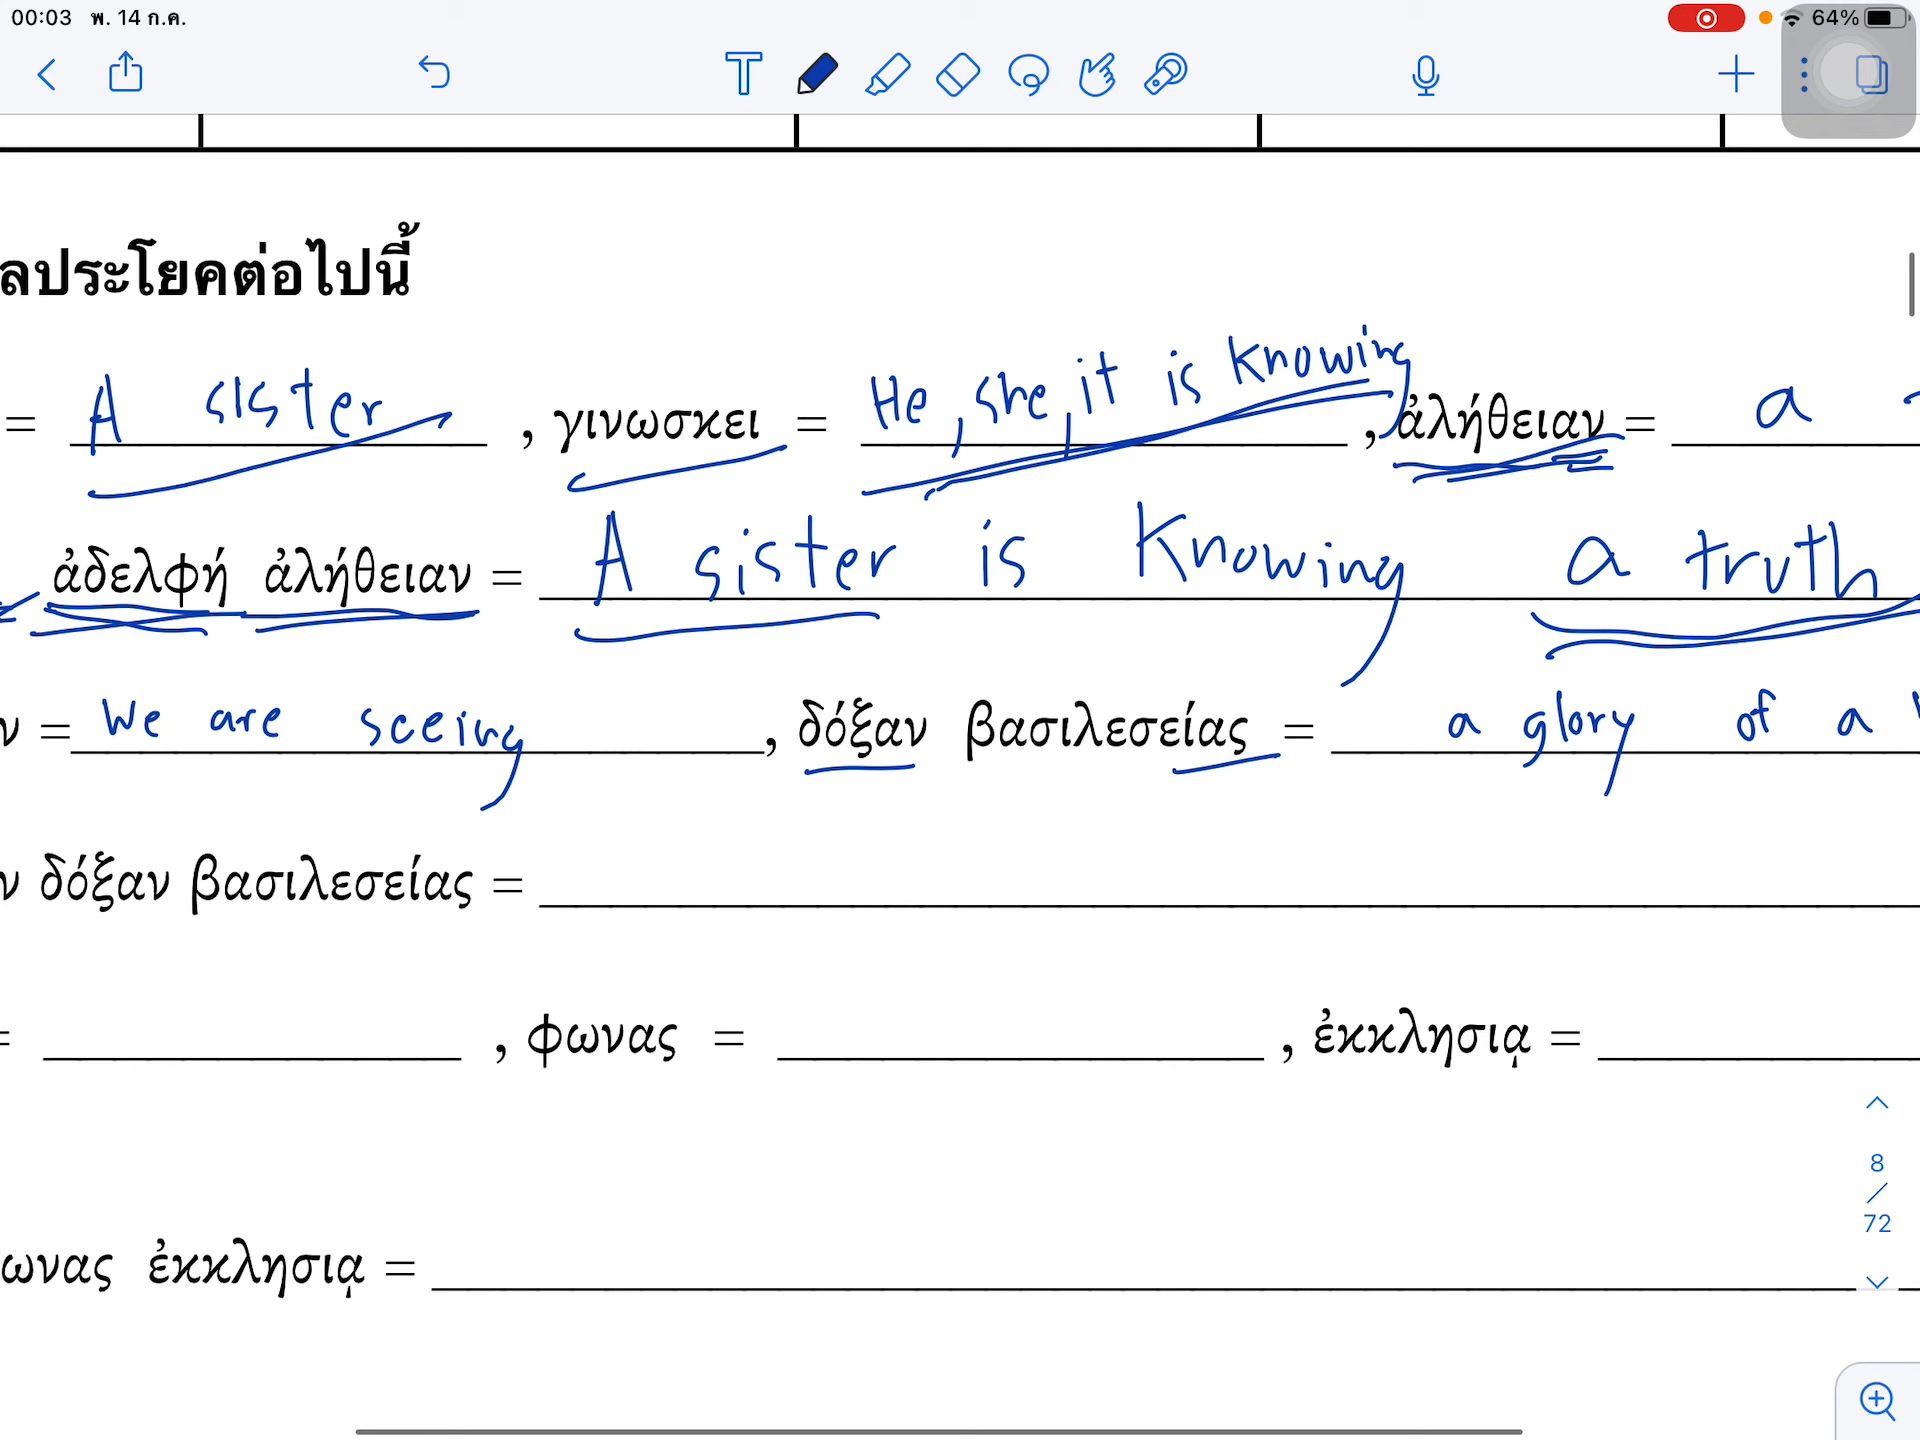 00:03 พ. 14 ก.ค. 64%
ลประโยคต่อไปนี้
= A sister , γινωσκει = He, she, it is knowing , ἀλήθειαν = a
ἀδελφή ἀλήθειαν = A sister is knowing a truth
ν = we are seeing , δόξαν βασιλεσείας = a glory of a
ν δόξαν βασιλεσείας =
= , φωνας = , ἐκκλησιᾳ =
ωνας ἐκκλησιᾳ =
8
/
72